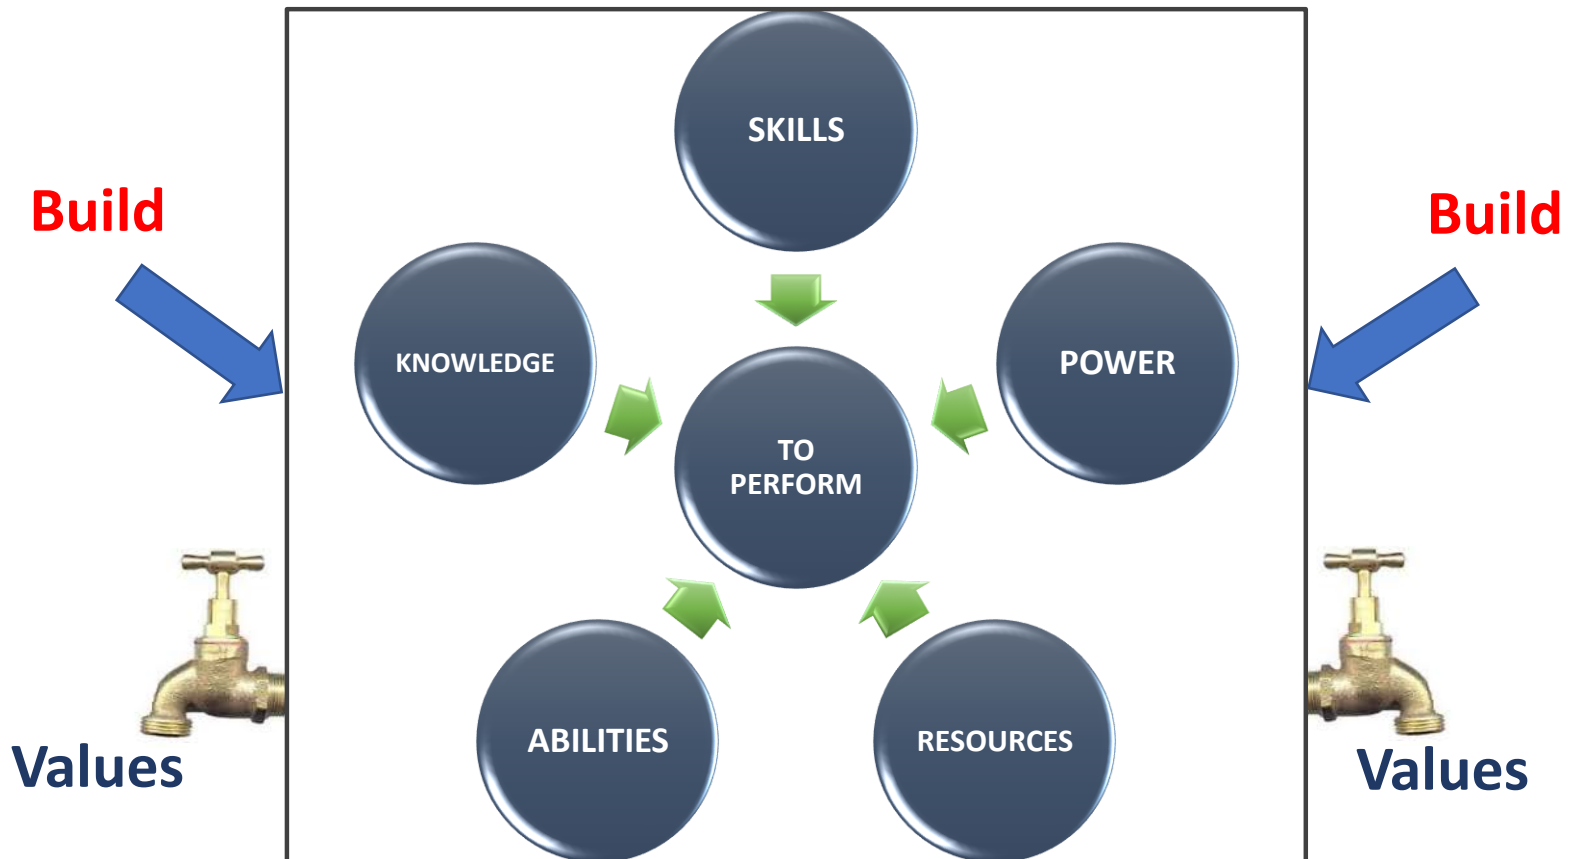 SKILLS
Build
Build
KNOWLEDGE
POWER
TO
PERFORM
ABILITIES
RESOURCES
Values
Values